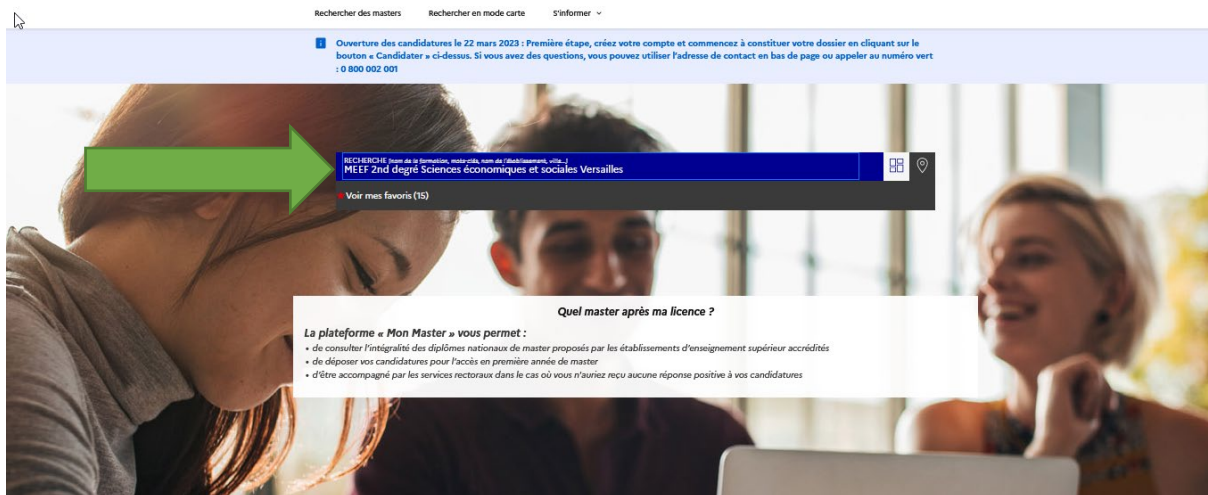 Rechercher des masters Rechercher en mode carte S'informer
Ouverture des candidatures le 22 mars 2023 : Première étape, créez votre compte et commencez à constituer votre dossier en cliquant sur le
bouton « Candidater » ci-dessus. Si vous avez des questions, vous pouvez utiliser l'adresse de contact en bas de page ou appeler au numéro vert
: 0 800 002 001
RECHERCHE (nom de la formation, mots-clés, nom de l'établissement, ville...)
MEEF 2nd degré Sciences économiques et sociales Versailles
Voir mes favoris (15)
Quel master après ma licence ?
La plateforme « Mon Master » vous permet :
• de consulter l'intégralité des diplômes nationaux de master proposés par les établissements d'enseignement supérieur accrédités
• de déposer vos candidatures pour l'accès en première année de master
• d'être accompagné par les services rectoraux dans le cas où vous n'auriez reçu aucune réponse positive à vos candidatures